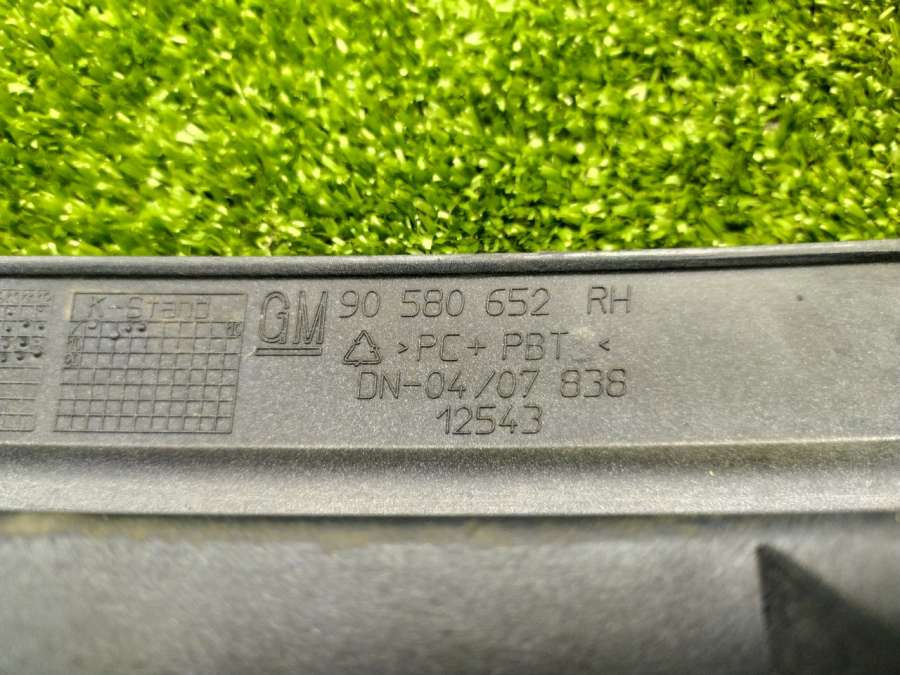 K-Stand
GM 90 580 652 RH
>PC+ PBT<
DN-04/07 838
12543